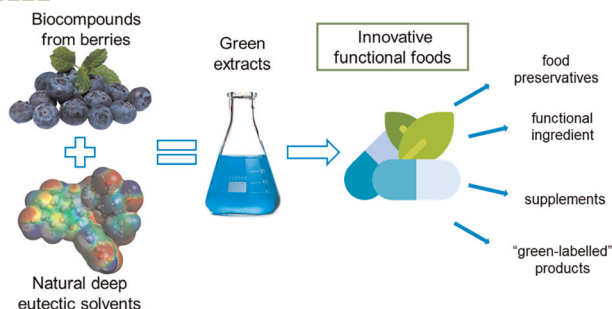 Biocompounds
from berries
Green
extracts
Innovative
functional foods
food
preservatives
functional
ingredient
supplements
"green-labelled"
products
Natural deep
eutectic solvents